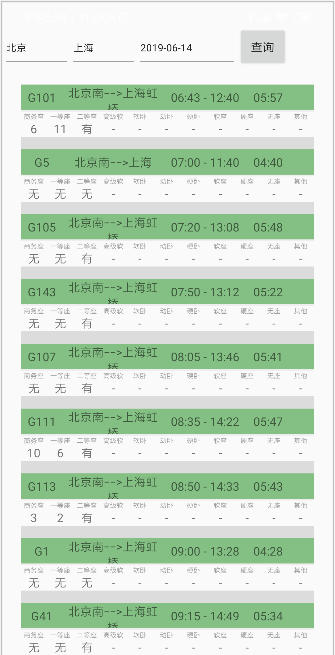 北京 上海 2019-06-14 查询
G101 北京南-->上海虹桥 06:43 - 12:40 05:57
商务座 一等座 二等座 高级软 软卧 动卧 硬卧 软座 硬座 无座 其他
6 11 有 - - - - - - - -
G5 北京南-->上海 07:00 - 11:40 04:40
商务座 一等座 二等座 高级软 软卧 动卧 硬卧 软座 硬座 无座 其他
无 无 无 - - - - - - - -
G105 北京南-->上海虹桥 07:20 - 13:08 05:48
商务座 一等座 二等座 高级软 软卧 动卧 硬卧 软座 硬座 无座 其他
无 无 有 - - - - - - - -
G143 北京南-->上海虹桥 07:50 - 13:12 05:22
商务座 一等座 二等座 高级软 软卧 动卧 硬卧 软座 硬座 无座 其他
无 无 有 - - - - - - - -
G107 北京南-->上海虹桥 08:05 - 13:46 05:41
商务座 一等座 二等座 高级软 软卧 动卧 硬卧 软座 硬座 无座 其他
无 无 有 - - - - - - - -
G111 北京南-->上海虹桥 08:35 - 14:22 05:47
商务座 一等座 二等座 高级软 软卧 动卧 硬卧 软座 硬座 无座 其他
10 6 有 - - - - - - - -
G113 北京南-->上海虹桥 08:50 - 14:33 05:43
商务座 一等座 二等座 高级软 软卧 动卧 硬卧 软座 硬座 无座 其他
3 2 有 - - - - - - - -
G1 北京南-->上海虹桥 09:00 - 13:28 04:28
商务座 一等座 二等座 高级软 软卧 动卧 硬卧 软座 硬座 无座 其他
无 无 无 - - - - - - - -
G41 北京南-->上海虹桥 09:15 - 14:49 05:34
商务座 一等座 二等座 高级软 软卧 动卧 硬卧 软座 硬座 无座 其他
无 无 有 - - - - - - - -